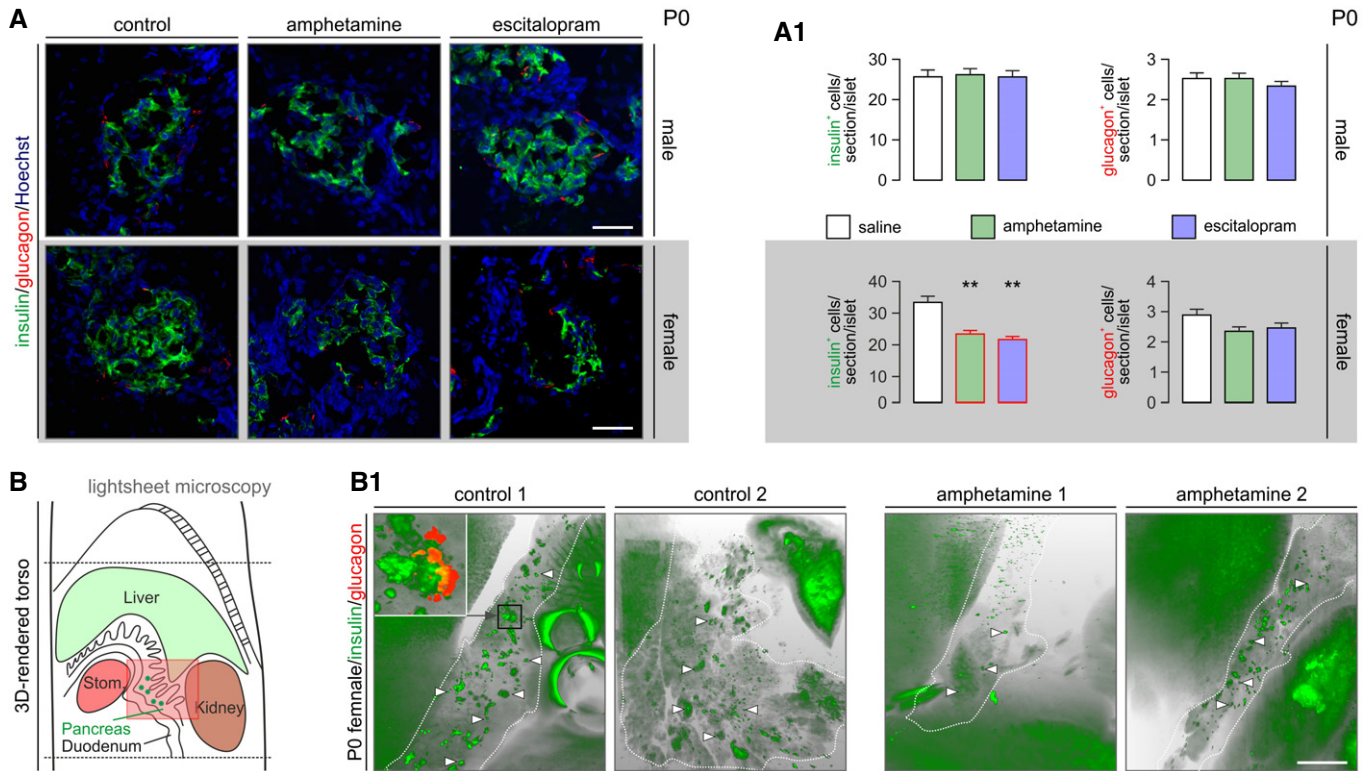 A
control amphetamine escitalopram P0
insulin/glucagon/Hoechst
male
female
A1
P0
insulin⁺ cells/
section/islet
30
20
10
0
glucagon⁺ cells/
section/islet
3
2
1
0
male
saline amphetamine escitalopram
insulin⁺ cells/
section/islet
40
30
20
10
0
** **
glucagon⁺ cells/
section/islet
4
3
2
1
0
female
B
lightsheet microscopy
3D-rendered torso
Liver
Stom.
Kidney
Pancreas
Duodenum
B1
control 1 control 2 amphetamine 1 amphetamine 2
P0 femnale/insulin/glucagon